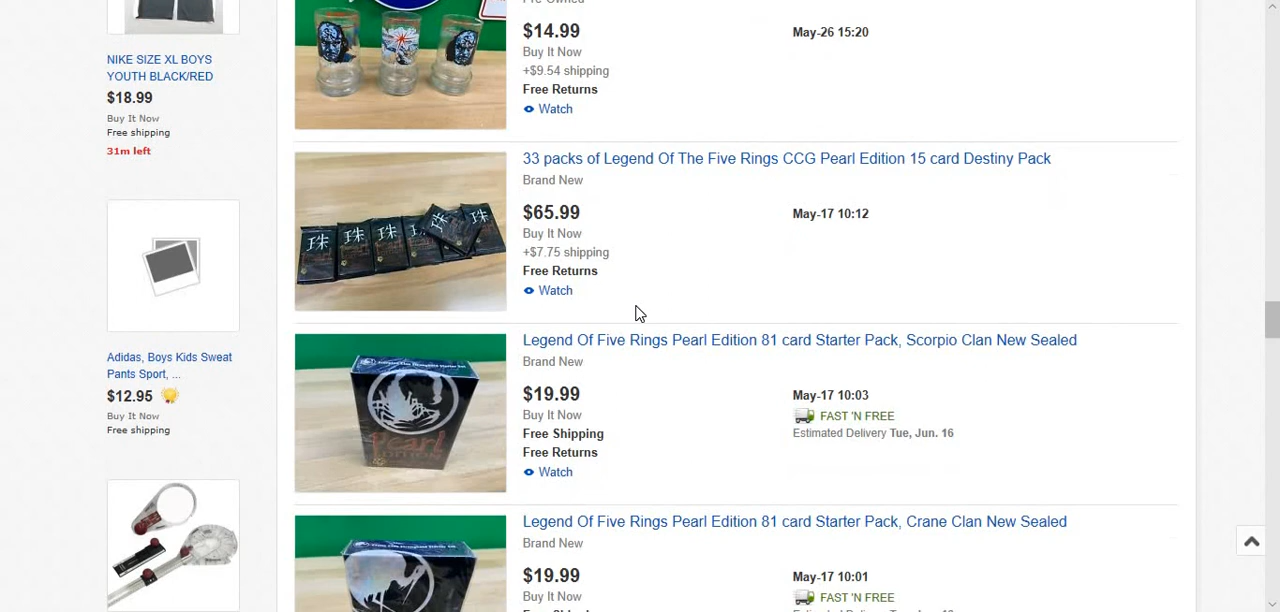 NIKE SIZE XL BOYS
YOUTH BLACK/RED
$18.99
Buy It Now
Free shipping
31m left
Adidas, Boys Kids Sweat
Pants Sport, ...
$12.95
Buy It Now
Free shipping
$14.99
Buy It Now
+$9.54 shipping
Free Returns
Watch
May-26 15:20
33 packs of Legend Of The Five Rings CCG Pearl Edition 15 card Destiny Pack
Brand New
$65.99
Buy It Now
+$7.75 shipping
Free Returns
Watch
May-17 10:12
珠 珠 珠 珠 珠
Legend Of Five Rings Pearl Edition 81 card Starter Pack, Scorpio Clan New Sealed
Brand New
$19.99
Buy It Now
Free Shipping
Free Returns
Watch
May-17 10:03
FAST 'N FREE
Estimated Delivery Tue, Jun. 16
Pearl
EDITION
Legend Of Five Rings Pearl Edition 81 card Starter Pack, Crane Clan New Sealed
Brand New
$19.99
May-17 10:01
FAST 'N FREE